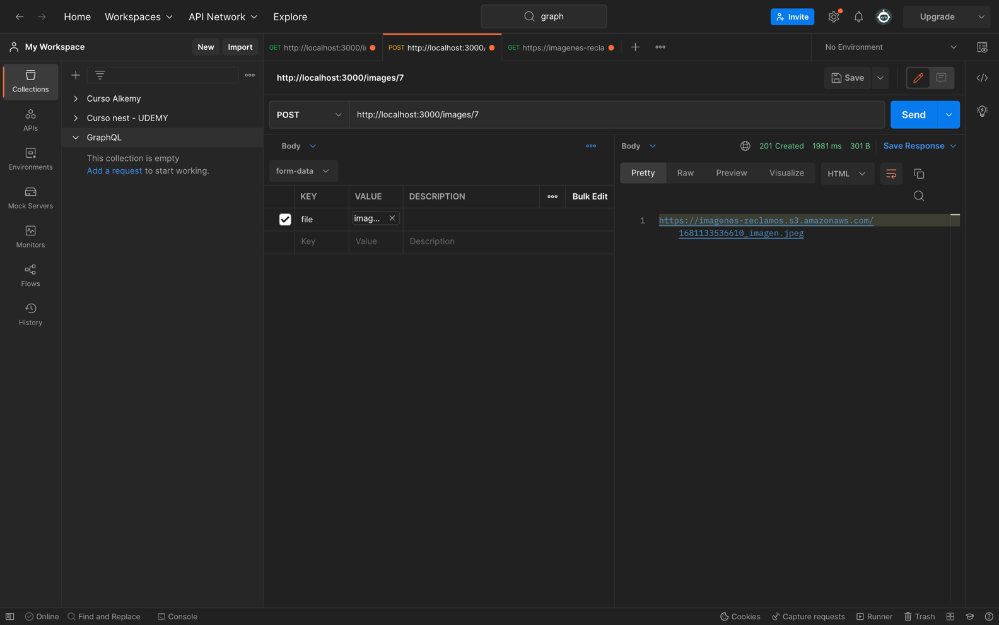 Home Workspaces API Network Explore graph Invite Upgrade
My Workspace New Import GET http://localhost:3000/i POST http://localhost:3000/ GET https://imagenes-recla No Environment
Collections
APIs
Environments
Mock Servers
Monitors
Flows
History
Curso Alkemy
Curso nest - UDEMY
GraphQL
This collection is empty
Add a request to start working.
http://localhost:3000/images/7 Save
POST http://localhost:3000/images/7 Send
Body
form-data
KEY VALUE DESCRIPTION Bulk Edit
file imag...
Key Value Description
Body 201 Created 1981 ms 301 B Save Response
Pretty Raw Preview Visualize HTML
1 https://imagenes-reclamos.s3.amazonaws.com/
1681133536610_imagen.jpeg
Online Find and Replace Console Cookies Capture requests Runner Trash